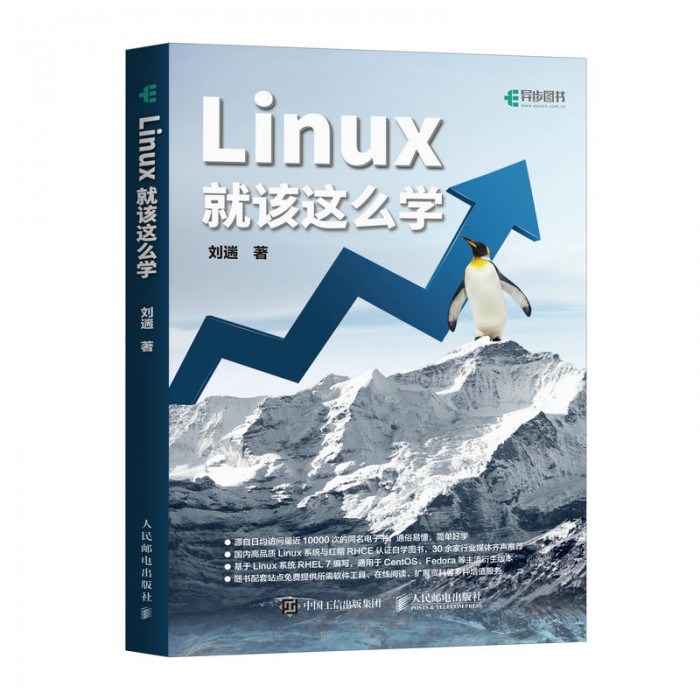 Linux 就该这么学
刘遄 著
人民邮电出版社
异步图书
www.epubit.com.cn
Linux
就该这么学
刘遄 著
源自日均访问量近 10000 次的同名电子书,通俗易懂,简单好学
国内高品质 Linux 系统与红帽 RHCE 认证自学图书,30 余家行业媒体齐声推荐
基于 Linux 系统 RHEL 7 编写,通用于 CentOS、Fedora 等主流衍生版本
随书配套站点免费提供所需软件工具、在线阅读、扩展资料等多种增值服务
中国工信出版集团
人民邮电出版社